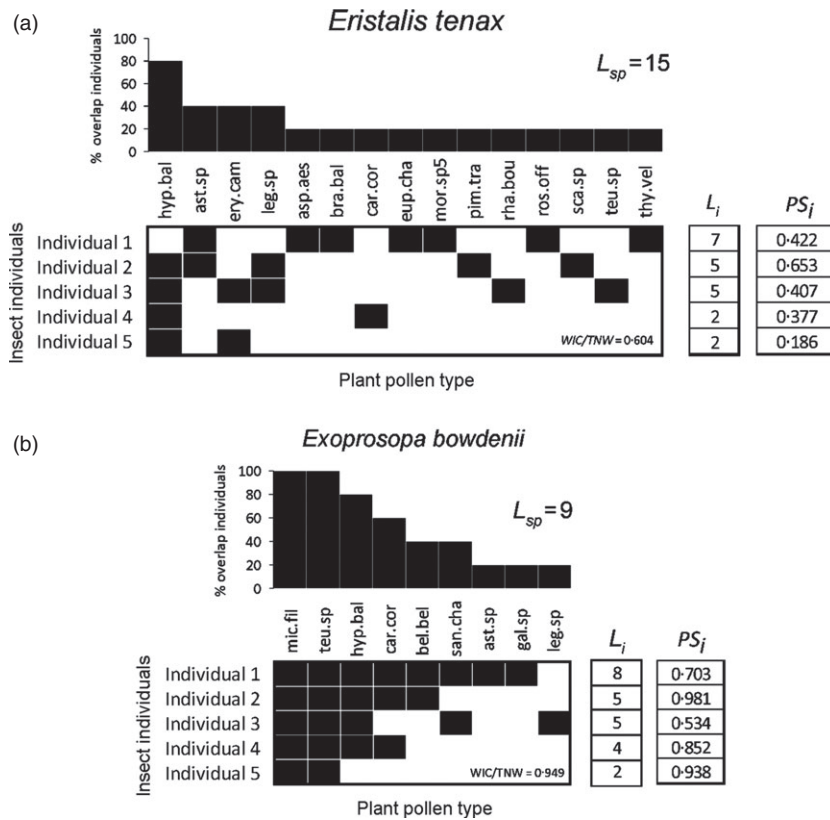 (a)
Eristalis tenax
Lsp = 15
% overlap individuals
100
80
60
40
20
0
hyp.bal
ast.sp
ery.cam
leg.sp
asp.aes
bra.bal
car.cor
eup.cha
mor.sp5
pim.tra
rha.bou
ros.off
sca.sp
teu.sp
thy.vel
Li
PSi
Insect individuals
Individual 1
7
0·422
Individual 2
5
0·653
Individual 3
5
0·407
Individual 4
2
0·377
Individual 5
WIC/TNW = 0·604
2
0·186
Plant pollen type
(b)
Exoprosopa bowdenii
Lsp = 9
% overlap individuals
100
80
60
40
20
0
mic.fil
teu.sp
hyp.bal
car.cor
bel.bel
san.cha
ast.sp
gal.sp
leg.sp
Li
PSi
Insect individuals
Individual 1
8
0·703
Individual 2
5
0·981
Individual 3
5
0·534
Individual 4
4
0·852
Individual 5
WIC/TNW = 0·949
2
0·938
Plant pollen type